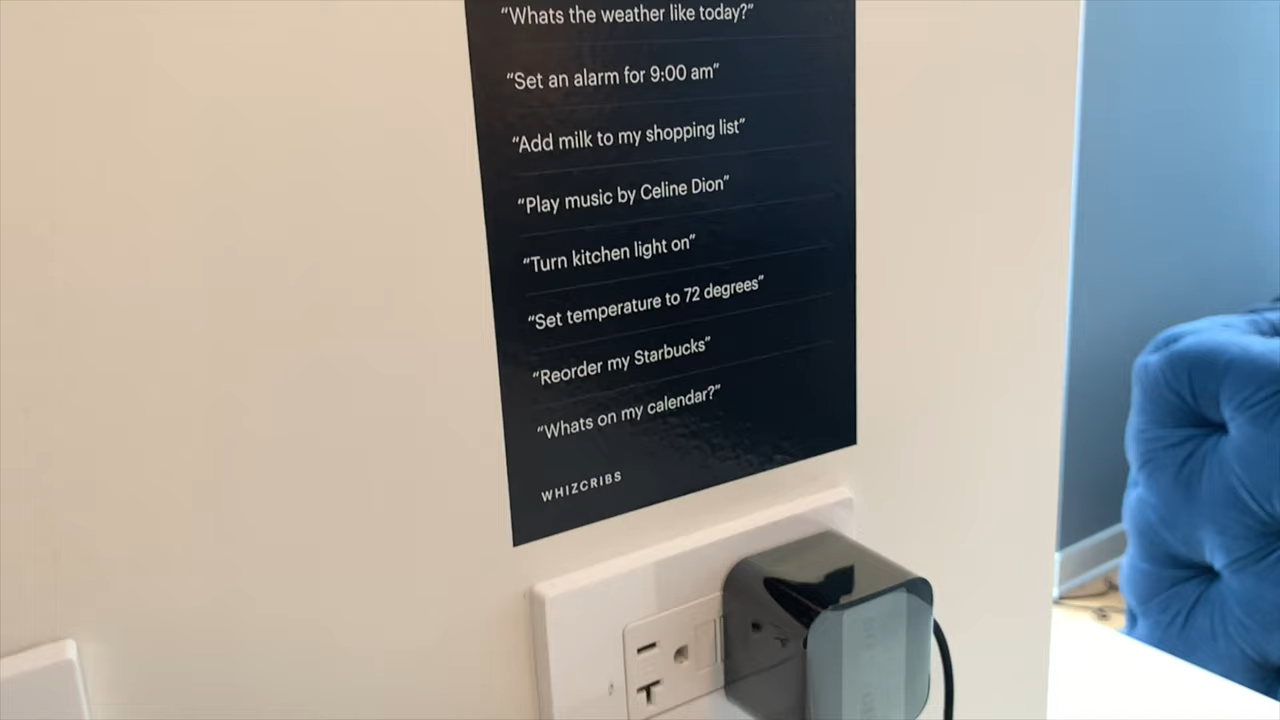 “Whats the weather like today?”
“Set an alarm for 9:00 am”
“Add milk to my shopping list”
“Play music by Celine Dion”
“Turn kitchen light on”
“Set temperature to 72 degrees”
“Reorder my Starbucks”
“Whats on my calendar?”
WHIZCRIBS